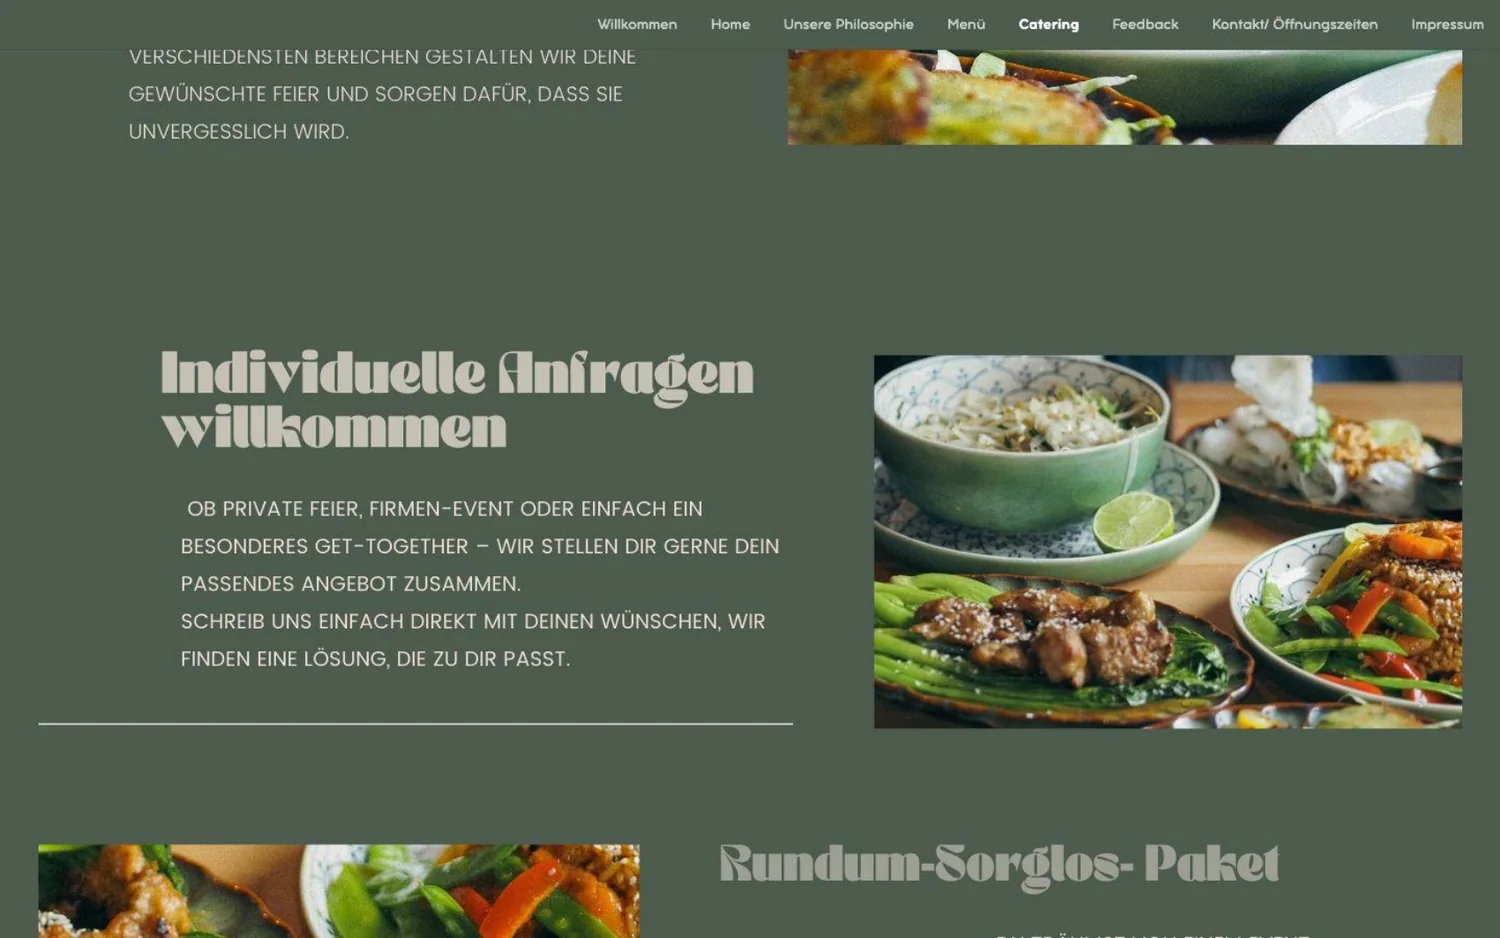 Willkommen Home Unsere Philosophie Menü Catering Feedback Kontakt/ Öffnungszeiten Impressum
VERSCHIEDENSTEN BEREICHEN GESTALTEN WIR DEINE
GEWÜNSCHTE FEIER UND SORGEN DAFÜR, DASS SIE
UNVERGESSLICH WIRD.
Individuelle Anfragen
willkommen
OB PRIVATE FEIER, FIRMEN-EVENT ODER EINFACH EIN
BESONDERES GET-TOGETHER – WIR STELLEN DIR GERNE DEIN
PASSENDES ANGEBOT ZUSAMMEN.
SCHREIB UNS EINFACH DIREKT MIT DEINEN WÜNSCHEN, WIR
FINDEN EINE LÖSUNG, DIE ZU DIR PASST.
Rundum-Sorglos- Paket